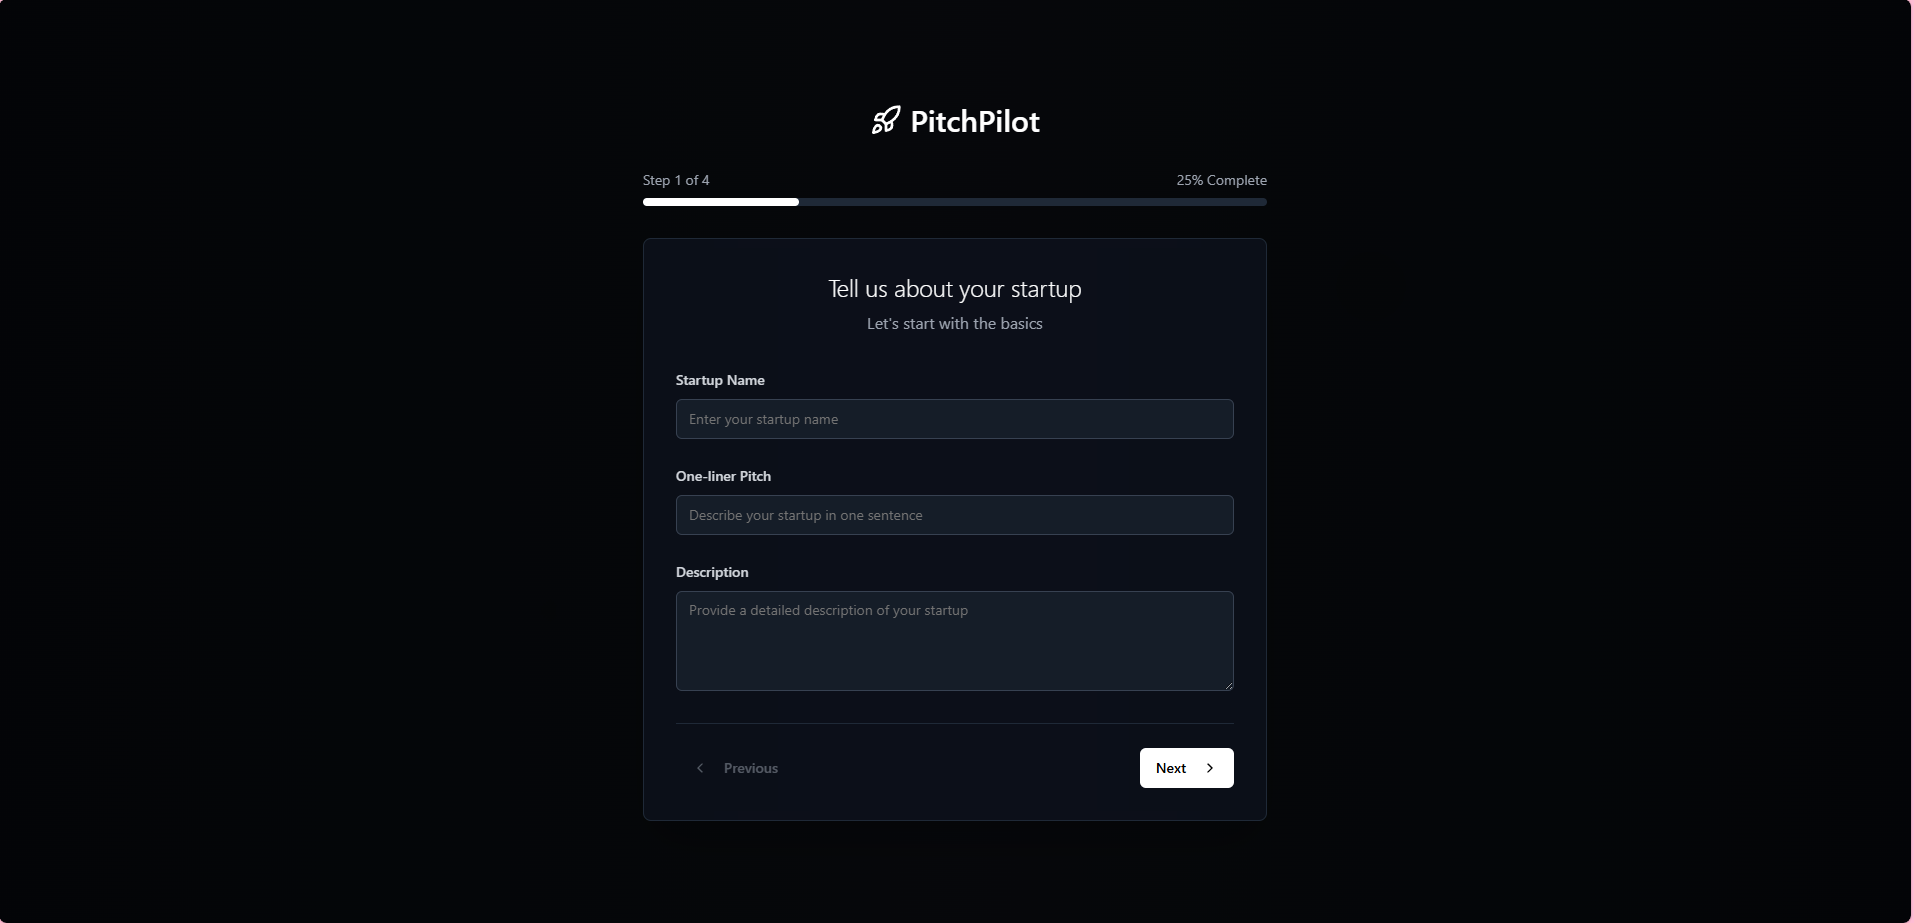 PitchPilot
Step 1 of 4
25% Complete
Tell us about your startup
Let's start with the basics
Startup Name
Enter your startup name
One-liner Pitch
Describe your startup in one sentence
Description
Provide a detailed description of your startup
Previous
Next